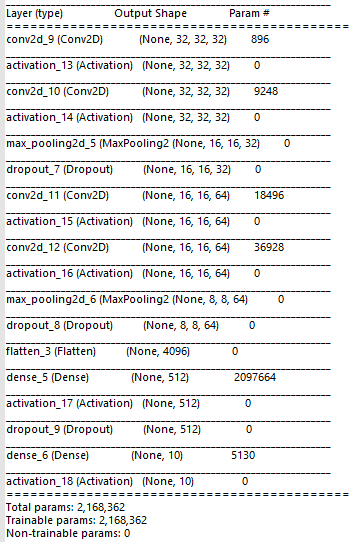 Layer (type) Output Shape Param #
conv2d_9 (Conv2D) (None, 32, 32, 32) 896
activation_13 (Activation) (None, 32, 32, 32) 0
conv2d_10 (Conv2D) (None, 32, 32, 32) 9248
activation_14 (Activation) (None, 32, 32, 32) 0
max_pooling2d_5 (MaxPooling2 (None, 16, 16, 32) 0
dropout_7 (Dropout) (None, 16, 16, 32) 0
conv2d_11 (Conv2D) (None, 16, 16, 64) 18496
activation_15 (Activation) (None, 16, 16, 64) 0
conv2d_12 (Conv2D) (None, 16, 16, 64) 36928
activation_16 (Activation) (None, 16, 16, 64) 0
max_pooling2d_6 (MaxPooling2 (None, 8, 8, 64) 0
dropout_8 (Dropout) (None, 8, 8, 64) 0
flatten_3 (Flatten) (None, 4096) 0
dense_5 (Dense) (None, 512) 2097664
activation_17 (Activation) (None, 512) 0
dropout_9 (Dropout) (None, 512) 0
dense_6 (Dense) (None, 10) 5130
activation_18 (Activation) (None, 10) 0
Total params: 2,168,362
Trainable params: 2,168,362
Non-trainable params: 0